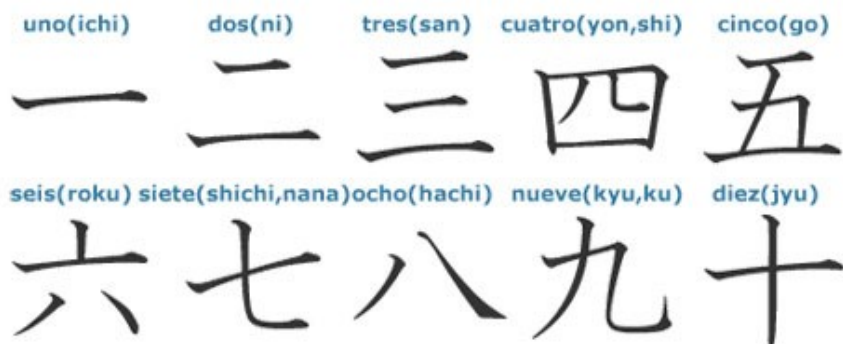 uno(ichi) dos(ni) tres(san) cuatro(yon,shi) cinco(go)
一 二 三 四 五
seis(roku) siete(shichi,nana) ocho(hachi) nueve(kyu,ku) diez(jyu)
六 七 八 九 十